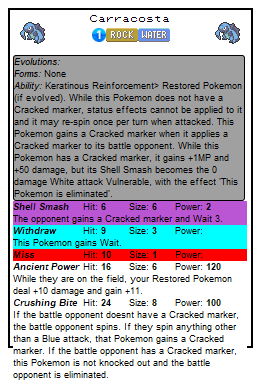 Carracosta
1 ROCK WATER
Evolutions:
Forms: None
Ability: Keratinous Reinforcement> Restored Pokemon
(if evolved). While this Pokemon does not have a
Cracked marker, status effects cannot be applied to it
and it may re-spin once per turn when attacked. This
Pokemon gains a Cracked marker when it applies a
Cracked marker to its battle opponent. While this
Pokemon has a Cracked marker, it gains +1MP and
+50 damage, but its Shell Smash becomes the 0
damage White attack Vulnerable, with the effect 'This
Pokemon is eliminated'.
Shell Smash Hit: 6 Size: 6 Power: 2
The opponent gains a Cracked marker and Wait 3.
Withdraw Hit: 9 Size: 3 Power:
This Pokemon gains Wait.
Miss Hit: 10 Size: 1 Power:
Ancient Power Hit: 16 Size: 6 Power: 120
While they are on the field, your Restored Pokemon
deal +10 damage and gain +11.
Crushing Bite Hit: 24 Size: 8 Power: 100
If the battle opponent doesnt have a Cracked marker,
the battle opponent spins. If they spin anything other
than a Blue attack, that Pokemon gains a Cracked
marker. If the battle opponent has a Cracked marker,
this Pokemon is not knocked out and the battle
opponent is eliminated.